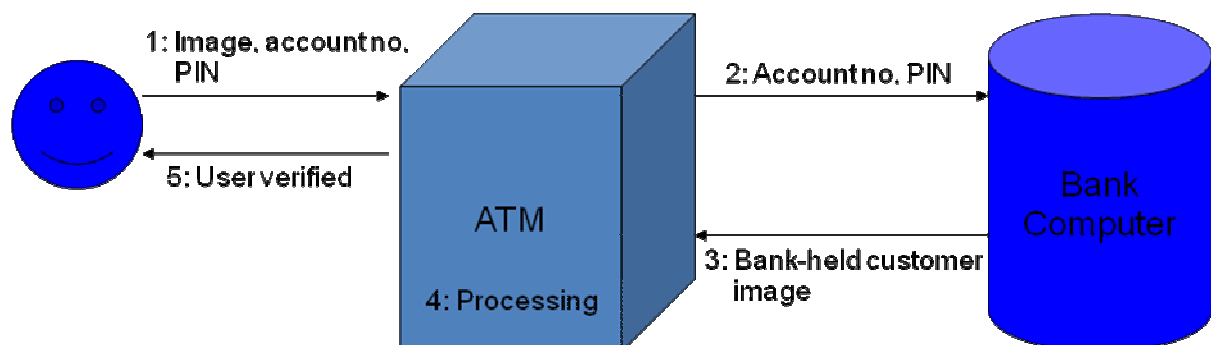 1: Image, account no,
PIN
2: Account no, PIN
5: User verified
ATM
Bank
Computer
3: Bank-held customer
image
4: Processing